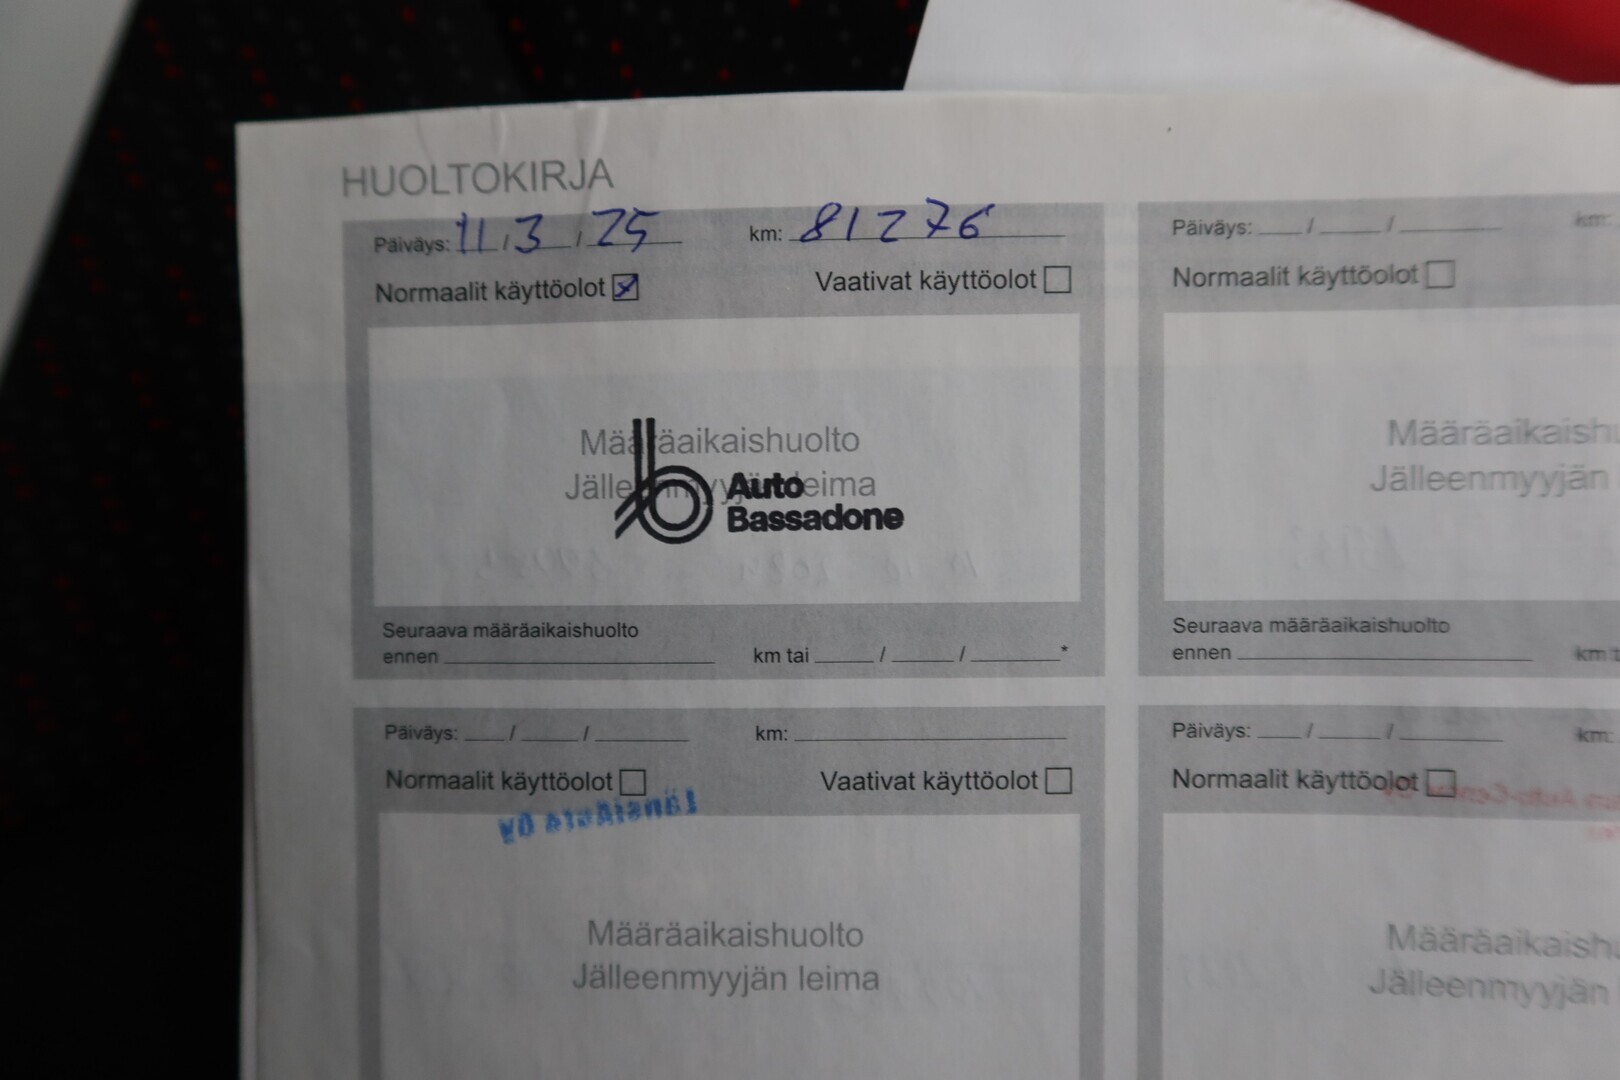 HUOLTOKIRJA
Päiväys: 11/3/25 km: 81276
Normaalit käyttöolot Vaativat käyttöolot
Määräaikaishuolto
Jälleenmyyjän leima
Auto
Bassadone
Seuraava määräaikaishuolto
ennen km tai / / *
Päiväys: / / km:
Normaalit käyttöolot
Määräaikaish
Jälleenmyyjän
Seuraava määräaikaishuolto
ennen km t
Päiväys: / / km:
Normaalit käyttöolot Vaativat käyttöolot
Määräaikaishuolto
Jälleenmyyjän leima
Päiväys: / / km:
Normaalit käyttöolot
Määräaikaish
Jälleenmyyjän